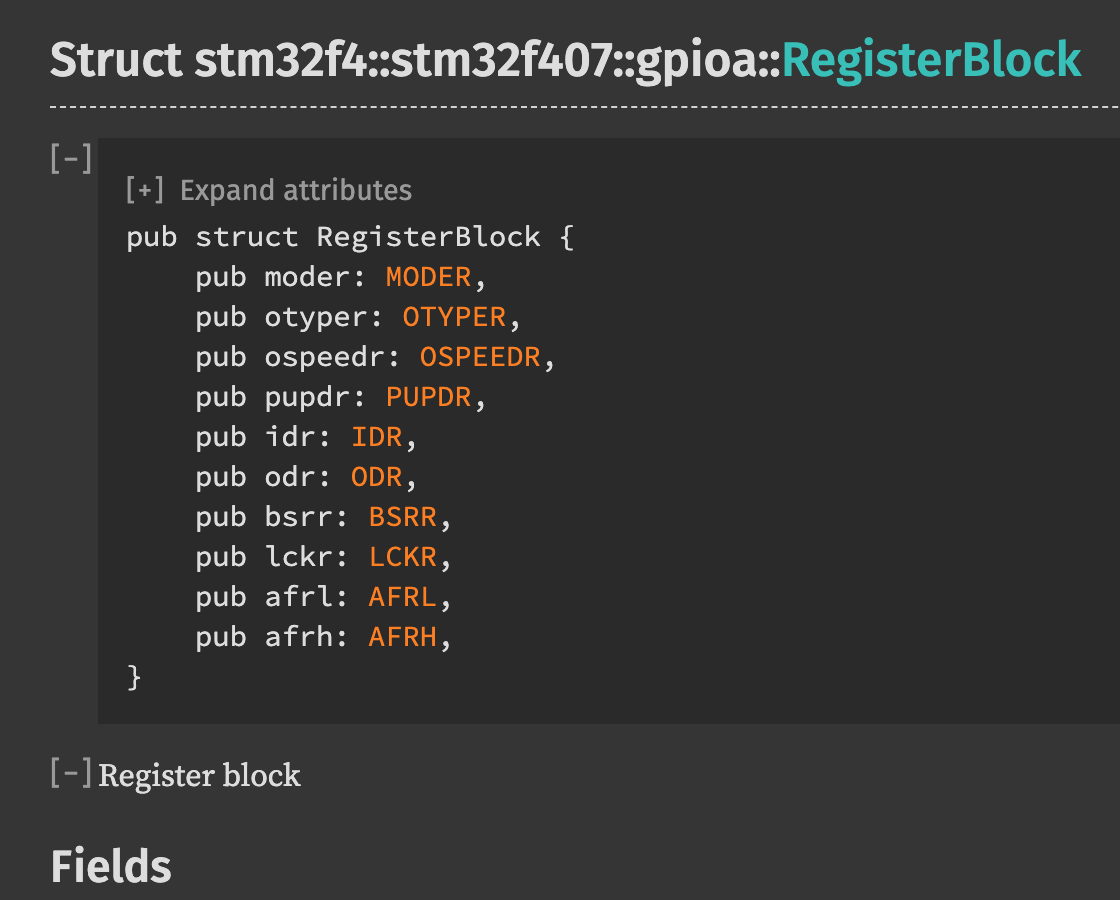 Struct stm32f4::stm32f407::gpioa::RegisterBlock
[−]
[+] Expand attributes
pub struct RegisterBlock {
    pub moder: MODER,
    pub otyper: OTYPER,
    pub ospeedr: OSPEEDR,
    pub pupdr: PUPDR,
    pub idr: IDR,
    pub odr: ODR,
    pub bsrr: BSRR,
    pub lckr: LCKR,
    pub afrl: AFRL,
    pub afrh: AFRH,
}
[−] Register block
Fields